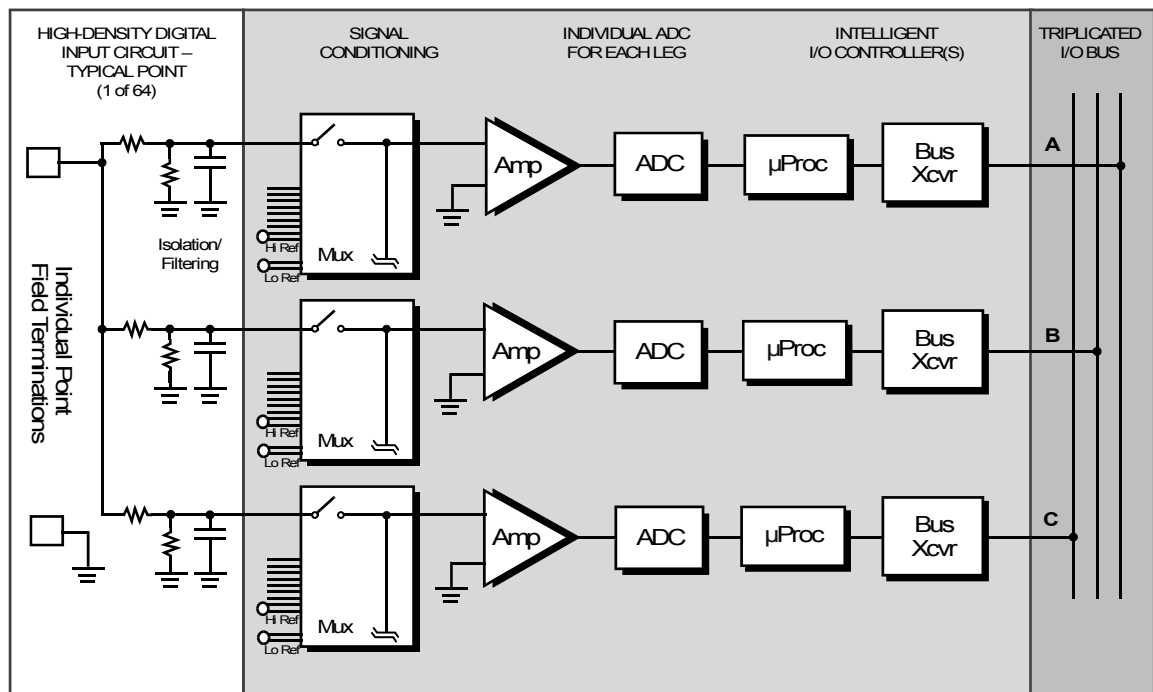 HIGH-DENSITY DIGITAL
INPUT CIRCUIT –
TYPICAL POINT
(1 of 64)
SIGNAL
CONDITIONING
INDIVIDUAL ADC
FOR EACH LEG
INTELLIGENT
I/O CONTROLLER(S)
TRIPLICATED
I/O BUS
Individual Point
Field Terminations
Isolation/
Filtering
Hi Ref
Lo Ref
Mux
Amp
ADC
µProc
Bus
Xcvr
A
Hi Ref
Lo Ref
Mux
Amp
ADC
µProc
Bus
Xcvr
B
Hi Ref
Lo Ref
Mux
Amp
ADC
µProc
Bus
Xcvr
C